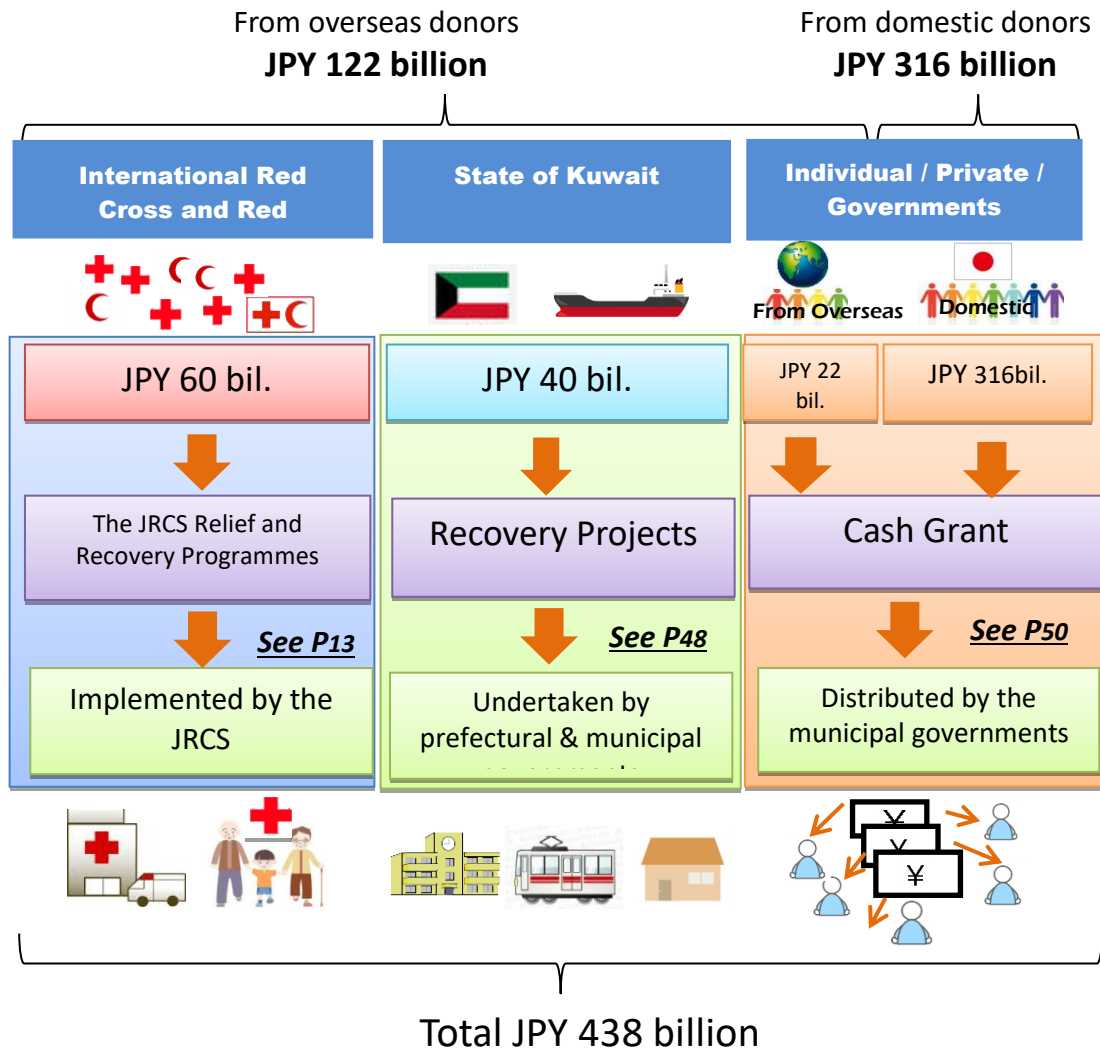 From overseas donors
JPY 122 billion
From domestic donors
JPY 316 billion
International Red
Cross and Red
State of Kuwait
Individual / Private /
Governments
From Overseas
Domestic
JPY 60 bil.
JPY 40 bil.
JPY 22
bil.
JPY 316bil.
The JRCS Relief and
Recovery Programmes
Recovery Projects
Cash Grant
See P13
See P48
See P50
Implemented by the
JRCS
Undertaken by
prefectural & municipal
Distributed by the
municipal governments
¥
¥
¥
Total JPY 438 billion